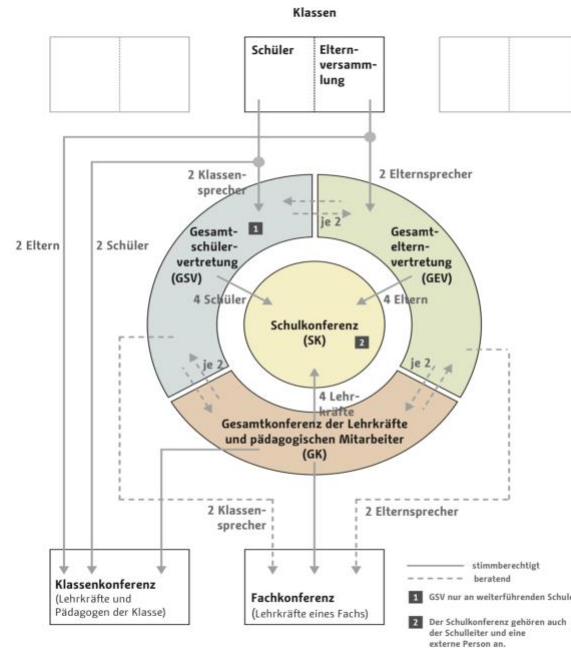 Klassen
Schüler
Eltern-
versamm-
lung
2 Klassen-
sprecher
2 Elternsprecher
je 2
1
2 Eltern
2 Schüler
Gesamt-
schüler-
vertretung
(GSV)
Gesamt-
eltern-
vertretung
(GEV)
4 Schüler
4 Eltern
Schulkonferenz
(SK)
2
je 2
je 2
4 Lehr-
kräfte
Gesamtkonferenz der Lehrkräfte
und pädagogischen Mitarbeiter
(GK)
2 Klassen-
sprecher
2 Elternsprecher
Klassenkonferenz
(Lehrkräfte und
Pädagogen der Klasse)
Fachkonferenz
(Lehrkräfte eines Fachs)
stimmberechtigt
beratend
1 GSV nur an weiterführenden Schule
2 Der Schulkonferenz gehören auch
der Schulleiter und eine
externe Person an.